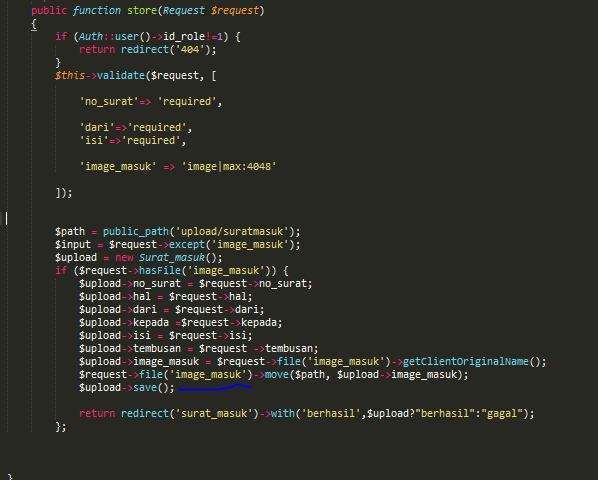 public function store(Request $request)
{
if (Auth::user()->id_role!=1) {
return redirect('404');
}
$this->validate($request, [
'no_surat'=> 'required',
'dari'=>'required',
'isi'=>'required',
'image_masuk' => 'image|max:4048'
]);
$path = public_path('upload/suratmasuk');
$input = $request->except('image_masuk');
$upload = new Surat_masuk();
if ($request->hasFile('image_masuk')) {
$upload->no_surat = $request->no_surat;
$upload->hal = $request->hal;
$upload->dari = $request->dari;
$upload->kepada =$request->kepada;
$upload->isi = $request->isi;
$upload->tembusan = $request ->tembusan;
$upload->image_masuk = $request->file('image_masuk')->getClientOriginalName();
$request->file('image_masuk')->move($path, $upload->image_masuk);
$upload->save();
return redirect('surat_masuk')->with('berhasil',$upload?"berhasil":"gagal");
};
}